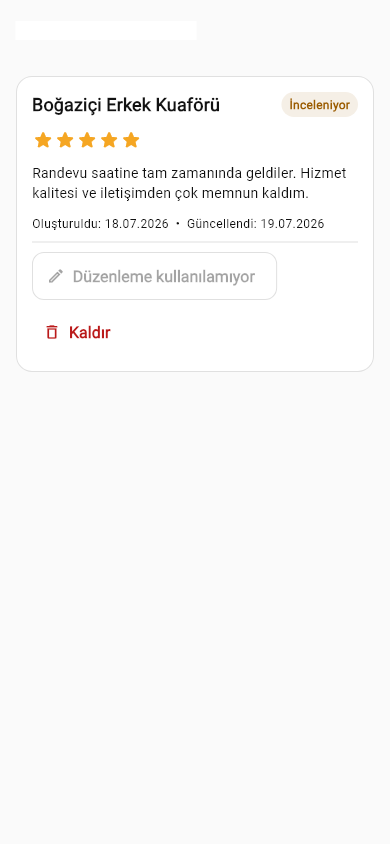 Boğaziçi Erkek Kuaförü
İnceleniyor
Randevu saatine tam zamanında geldiler. Hizmet
kalitesi ve iletişimden çok memnun kaldım.
Oluşturuldu: 18.07.2026 • Güncellendi: 19.07.2026
Düzenleme kullanılamıyor
Kaldır